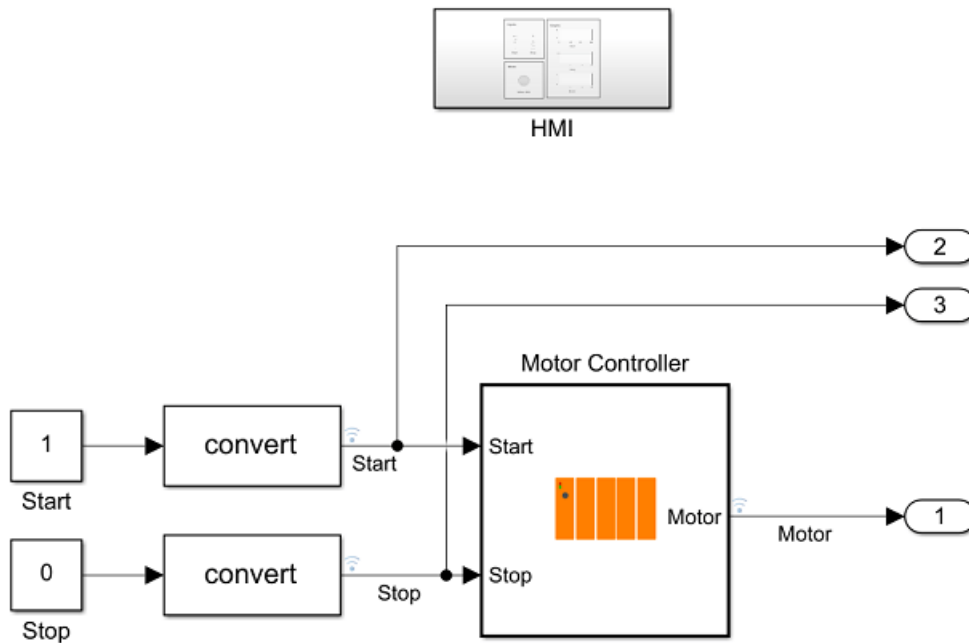 HMI
2
3
Motor Controller
1
convert
Start
Start
Start
Motor
Motor
1
0
convert
Stop
Stop
Stop